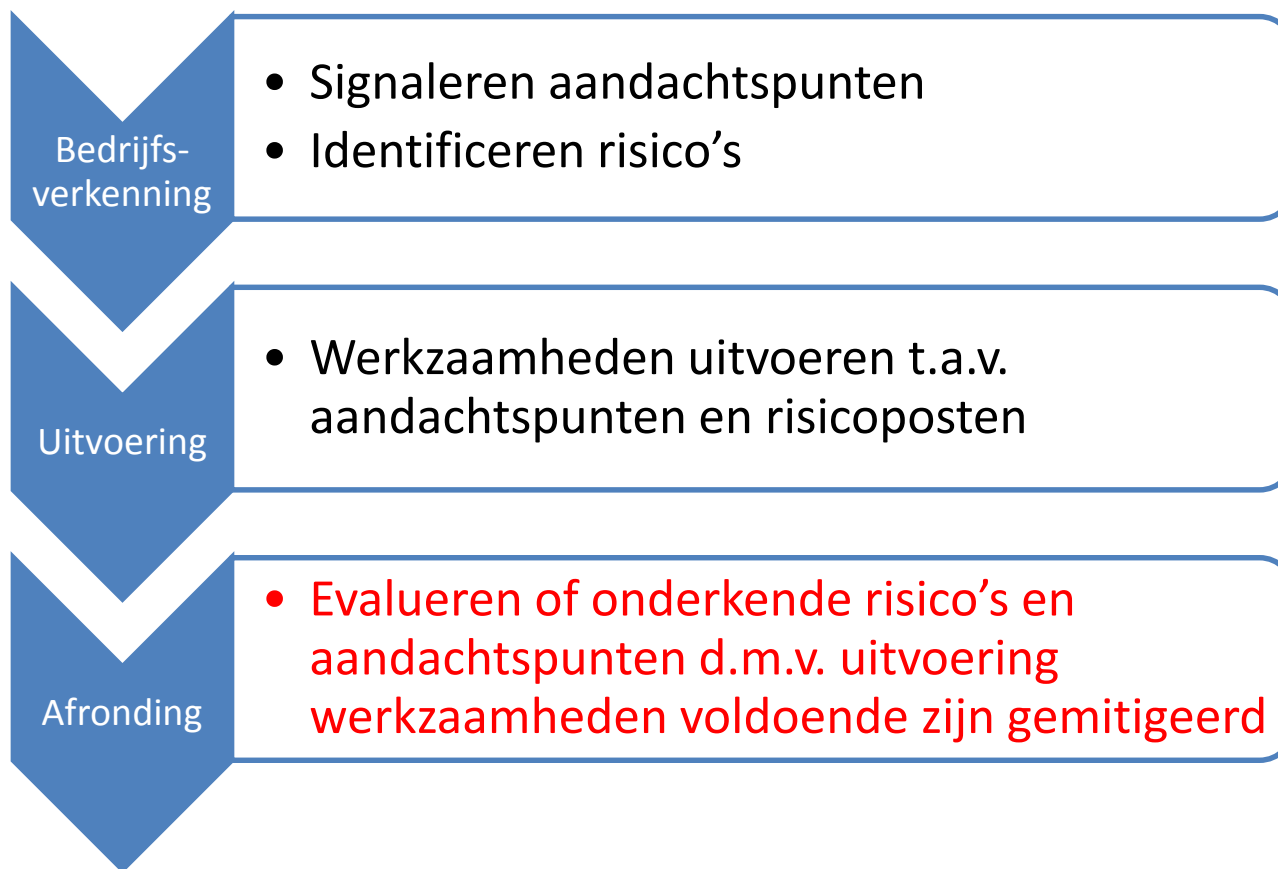 Bedrijfs-
verkenning
• Signaleren aandachtspunten
• Identificeren risico’s
Uitvoering
• Werkzaamheden uitvoeren t.a.v.
aandachtspunten en risicoposten
Afronding
• Evalueren of onderkende risico’s en
aandachtspunten d.m.v. uitvoering
werkzaamheden voldoende zijn gemitigeerd